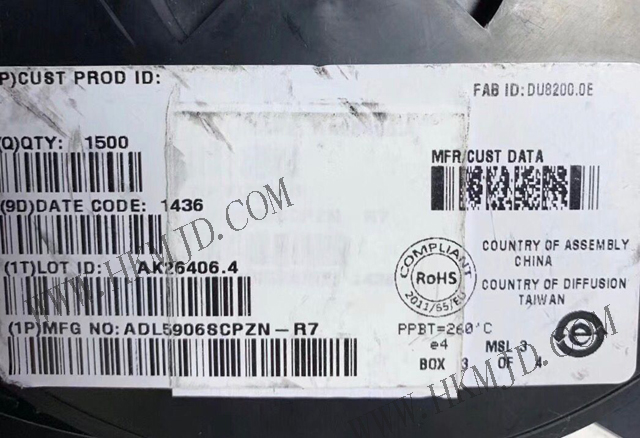 P)CUST PROD ID:
FAB ID: DU8200.0E
(Q)QTY: 1500
MFR/CUST DATA
(9D)DATE CODE: 1436
COUNTRY OF ASSEMBLY
CHINA
(1T)LOT ID: AK26406.4
COMPLIANT
RoHS
2011/65/EU
COUNTRY OF DIFFUSION
TAIWAN
(1P)MFG NO: ADL5906SCPZN-R7
PPBT=260°C
e4
MSL-3
BOX 3 OF 4
e
WWW.HKMJD.COM
WWW.HKMJD.COM